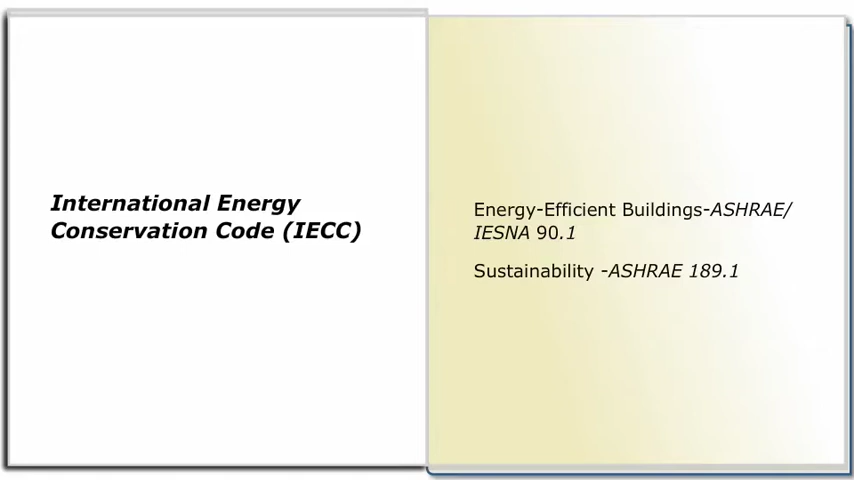 International Energy
Conservation Code (IECC)
Energy-Efficient Buildings-ASHRAE/
IESNA 90.1
Sustainability -ASHRAE 189.1